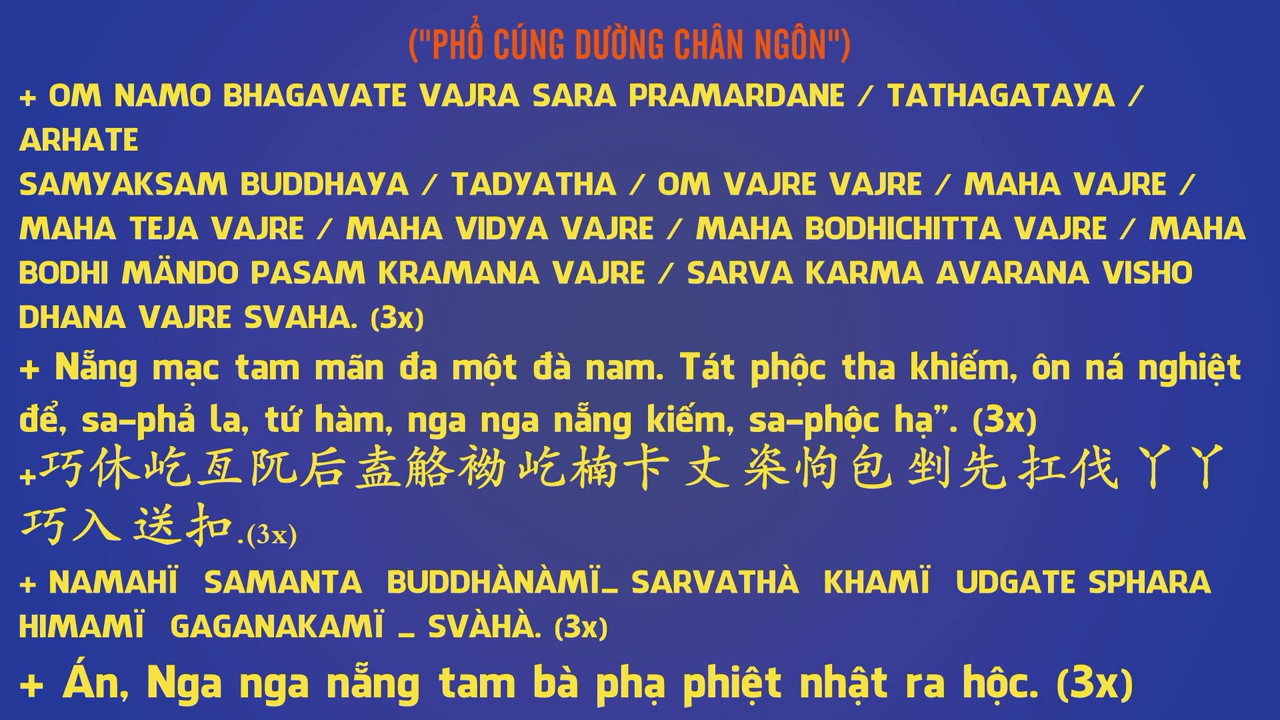 ("PHỔ CÚNG DƯỜNG CHÂN NGÔN")
+ OM NAMO BHAGAVATE VAJRA SARA PRAMARDANE / TATHAGATAYA /
ARHATE
SAMYAKSAM BUDDHAYA / TADYATHA / OM VAJRE VAJRE / MAHA VAJRE /
MAHA TEJA VAJRE / MAHA VIDYA VAJRE / MAHA BODHICHITTA VAJRE / MAHA
BODHI MÄNDO PASAM KRAMANA VAJRE / SARVA KARMA AVARANA VISHO
DHANA VAJRE SVAHA. (3x)
+ Nẵng mạc tam mãn đa một đà nam. Tát phộc tha khiếm, ôn ná nghiệt
để, sa-phả la, tứ hàm, nga nga nẵng kiếm, sa-phộc hạ”. (3x)
+巧休屹亙阢后盍觡袎 屹楠卡 丈 桼怐包 剉先 扛伐 丫丫
巧入 送扣.(3x)
+ NAMAHÏ SAMANTA BUDDHÀNÀMÏ_ SARVATHÀ KHAMÏ UDGATE SPHARA
HIMAMÏ GAGANAKAMÏ _ SVÀHÀ. (3x)
+ Án, Nga nga nẵng tam bà phạ phiệt nhật ra hộc. (3x)